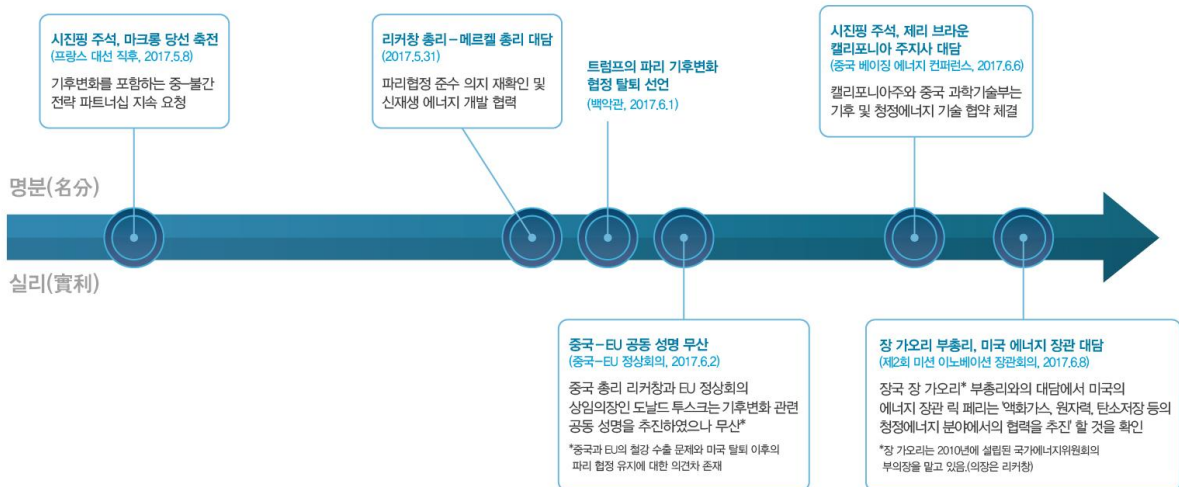 시진핑 주석, 마크롱 당선 축전
(프랑스 대선 직후, 2017.5.8)
기후변화를 포함하는 중–불간
전략 파트너십 지속 요청
리커창 총리–메르켈 총리 대담
(2017.5.31)
파리협정 준수 의지 재확인 및
신재생 에너지 개발 협력
트럼프의 파리 기후변화
협정 탈퇴 선언
(백악관, 2017.6.1)
시진핑 주석, 제리 브라운
캘리포니아 주지사 대담
(중국 베이징 에너지 컨퍼런스, 2017.6.6)
캘리포니아주와 중국 과학기술부는
기후 및 청정에너지 기술 협약 체결
명분(名分)
실리(實利)
중국–EU 공동 성명 무산
(중국–EU 정상회의, 2017.6.2)
중국 총리 리커창과 EU 정상회의
상임의장인 도날드 투스크는 기후변화 관련
공동 성명을 추진하였으나 무산*
*중국과 EU의 철강 수출 문제와 미국 탈퇴 이후의
파리 협정 유지에 대한 의견차 존재
장 가오리 부총리, 미국 에너지 장관 대담
(제2회 미션 이노베이션 장관회의, 2017.6.8)
장국 장 가오리* 부총리와의 대담에서 미국의
에너지 장관 릭 페리는 '액화가스, 원자력, 탄소저장 등의
청정에너지 분야에서의 협력을 추진' 할 것을 확인
*장 가오리는 2010년에 설립된 국가에너지위원회의
부의장을 맡고 있음.(의장은 리커창)